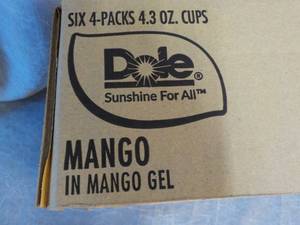 SIX 4-PACKS 4.3 OZ. CUPS
Dole®
Sunshine For All™
MANGO
IN MANGO GEL